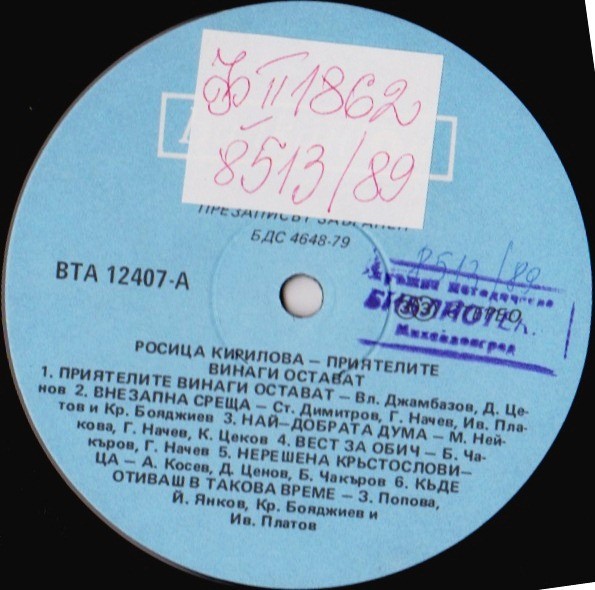 Ф II 1862
8513/89
ПРЕЗАПИСЪТ ЗАБРАНЕН
БДС 4648-79
ВТА 12407-А
8513/89
БИБЛИОТЕКА
Михайловград
РОСИЦА КИРИЛОВА – ПРИЯТЕЛИТЕ
ВИНАГИ ОСТАВАТ
1. ПРИЯТЕЛИТЕ ВИНАГИ ОСТАВАТ – Вл. Джамбазов, Д. Це-
нов 2. ВНЕЗАПНА СРЕЩА – Ст. Димитров, Г. Начев, Ив. Пла-
тов и Кр. Бояджиев 3. НАЙ–ДОБРАТА ДУМА – М. Ней-
кова, Г. Начев, К. Цеков 4. ВЕСТ ЗА ОБИЧ – Б. Ча-
къров, Г. Начев 5. НЕРЕШЕНА КРЪСТОСЛОВИ–
ЦА – А. Косев, Д. Ценов, Б. Чакъров 6. КЪДЕ
ОТИВАШ В ТАКОВА ВРЕМЕ – З. Попова,
Й. Янков, Кр. Бояджиев и
Ив. Платов